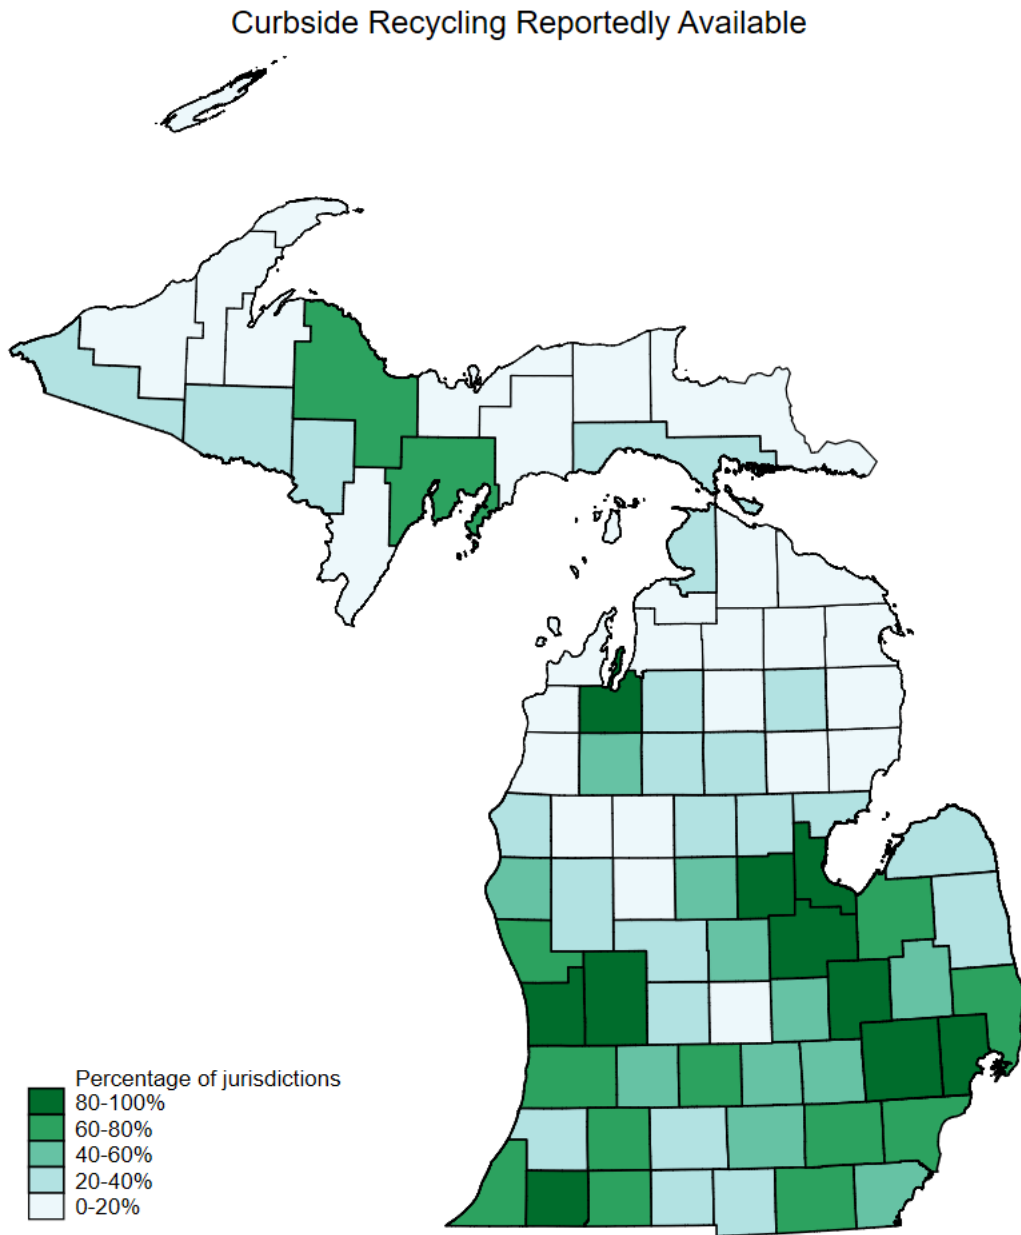 Curbside Recycling Reportedly Available
Percentage of jurisdictions
80-100%
60-80%
40-60%
20-40%
0-20%